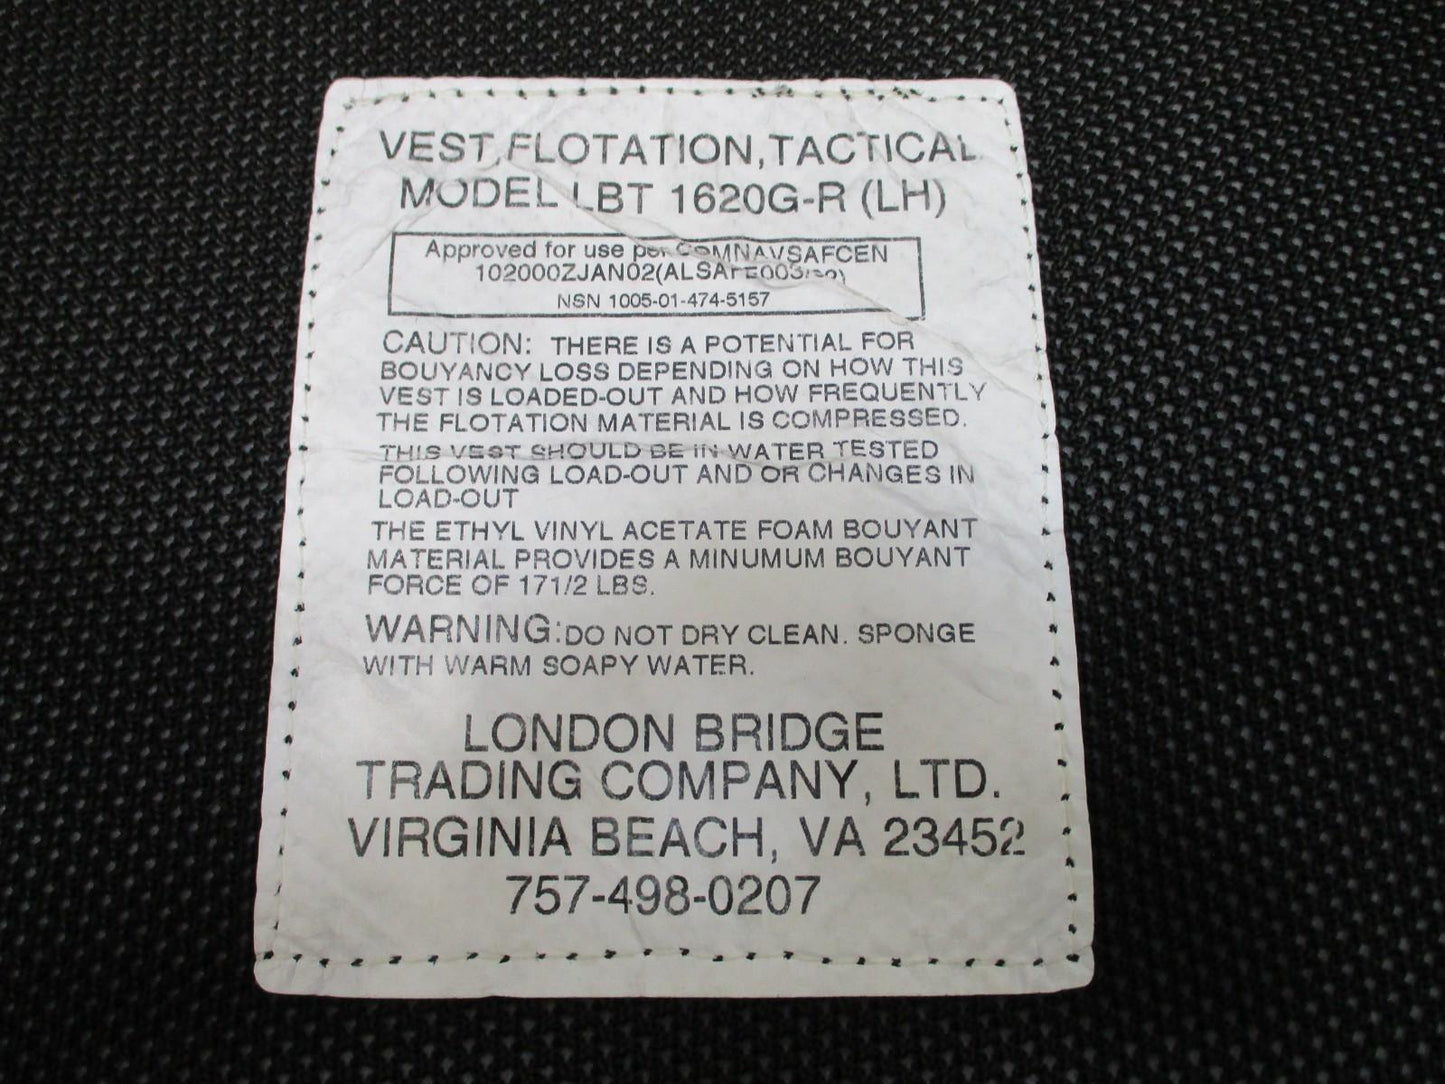 VEST, FLOTATION, TACTICAL
MODEL LBT 1620G-R (LH)
Approved for use per COMNAVSAFCEN
102000ZJAN02(ALSAFE003/02)
NSN 1005-01-474-5157
CAUTION: THERE IS A POTENTIAL FOR
BOUYANCY LOSS DEPENDING ON HOW THIS
VEST IS LOADED-OUT AND HOW FREQUENTLY
THE FLOTATION MATERIAL IS COMPRESSED.
THIS VEST SHOULD BE IN WATER TESTED
FOLLOWING LOAD-OUT AND OR CHANGES IN
LOAD-OUT
THE ETHYL VINYL ACETATE FOAM BOUYANT
MATERIAL PROVIDES A MINUMUM BOUYANT
FORCE OF 171/2 LBS.
WARNING: DO NOT DRY CLEAN. SPONGE
WITH WARM SOAPY WATER.
LONDON BRIDGE
TRADING COMPANY, LTD.
VIRGINIA BEACH, VA 23452
757-498-0207